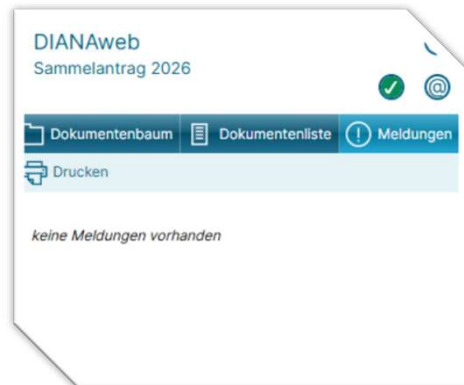 DIANAweb
Sammelantrag 2026
Dokumentenbaum Dokumentenliste Meldungen
Drucken
keine Meldungen vorhanden